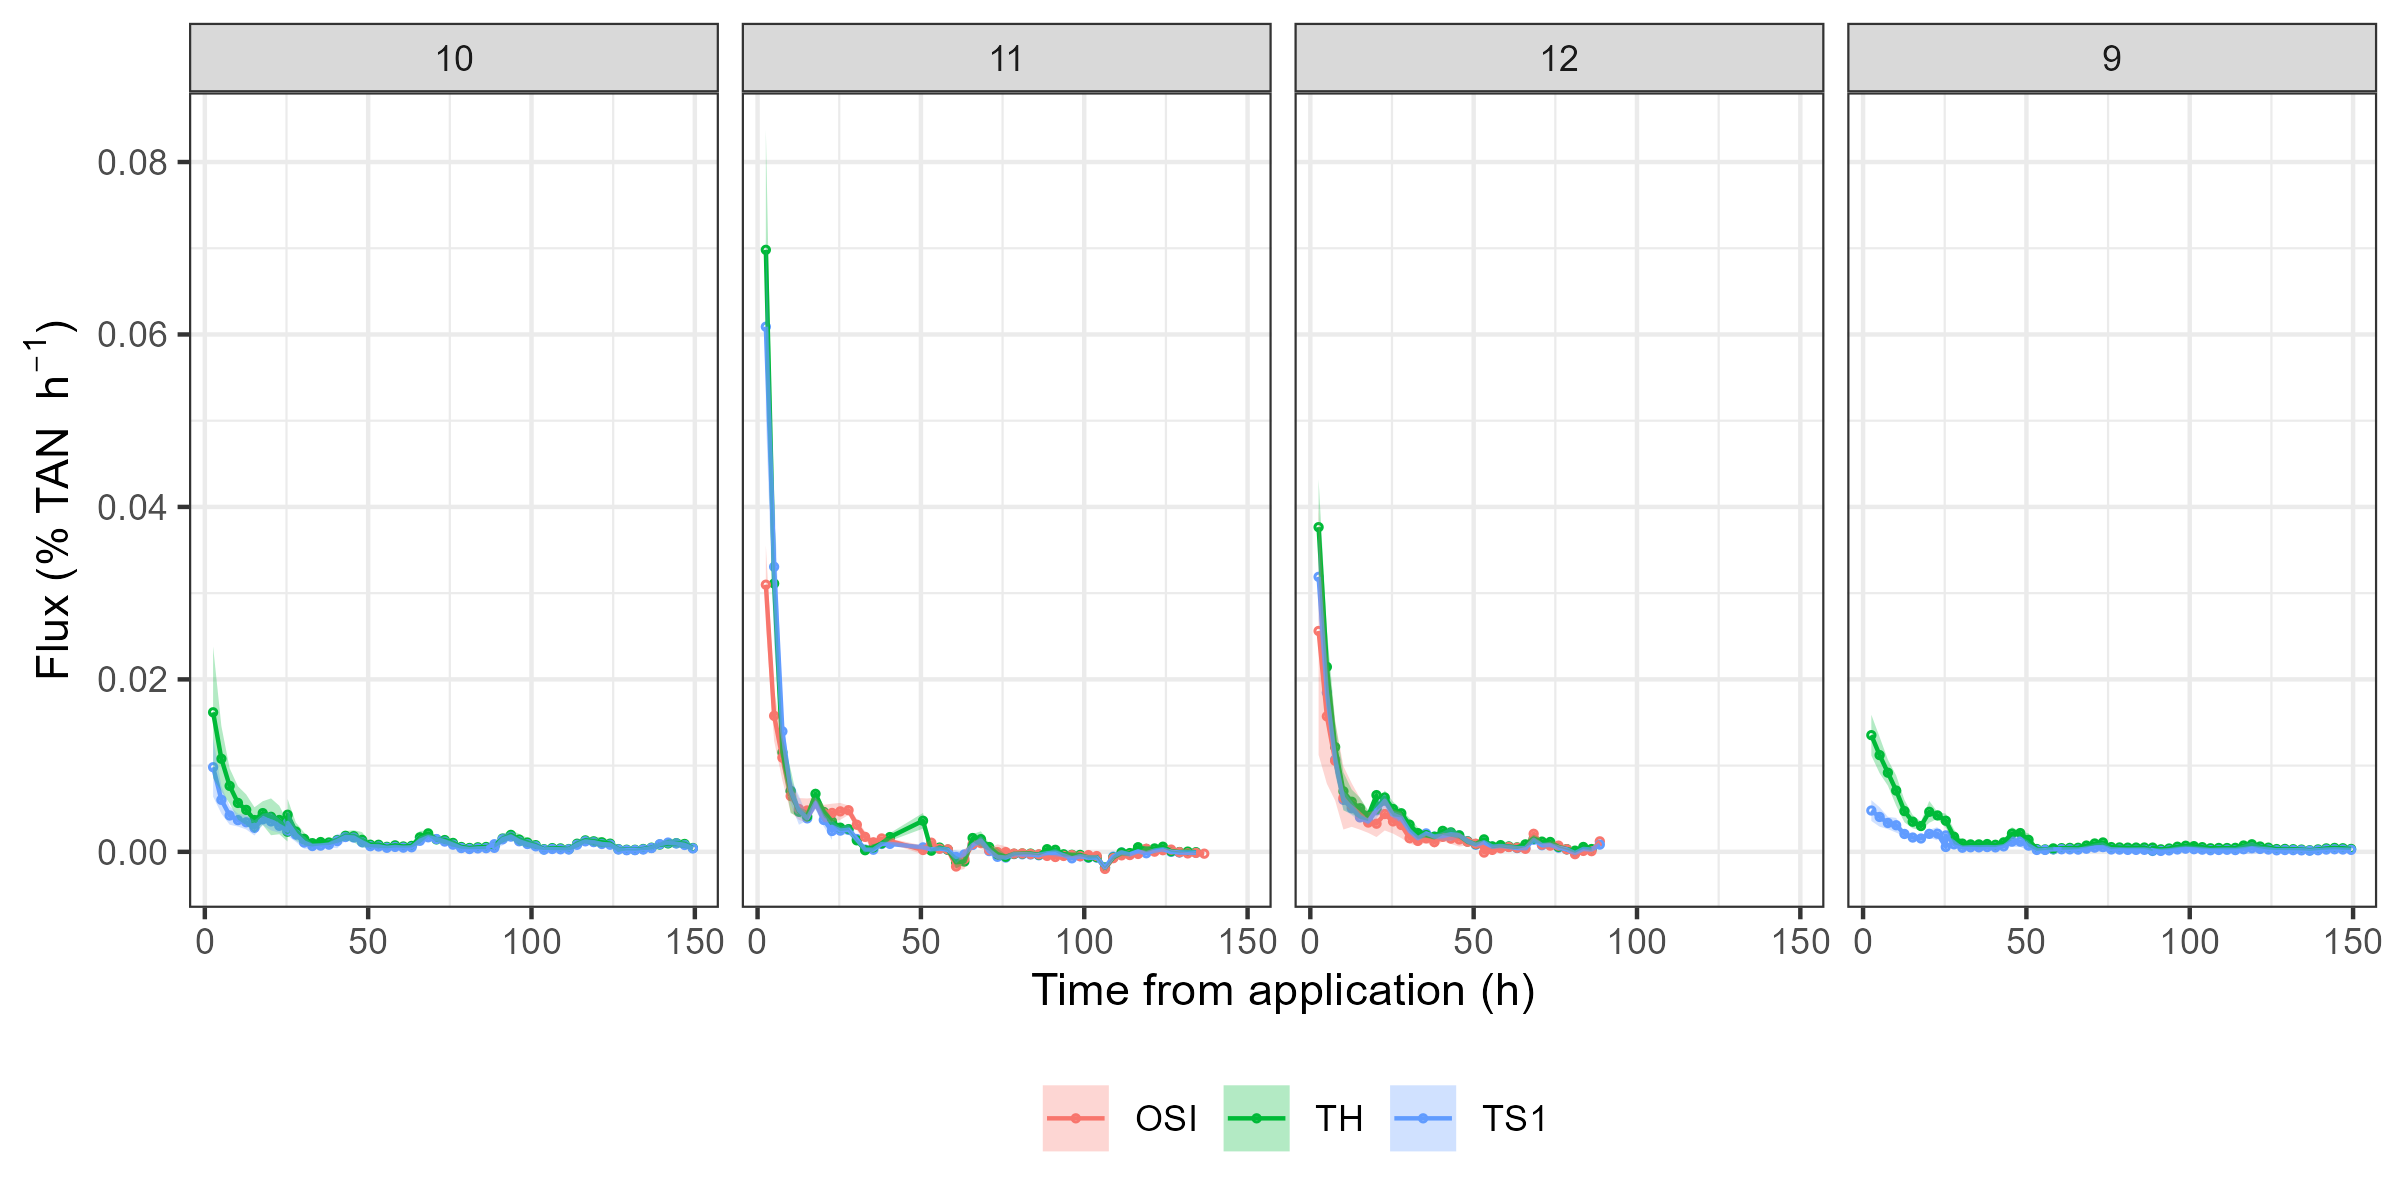 10 11 12 9
Flux (% TAN h⁻¹)
0.08
0.06
0.04
0.02
0.00
0 50 100 150 0 50 100 150 0 50 100 150 0 50 100 150
Time from application (h)
OSI TH TS1